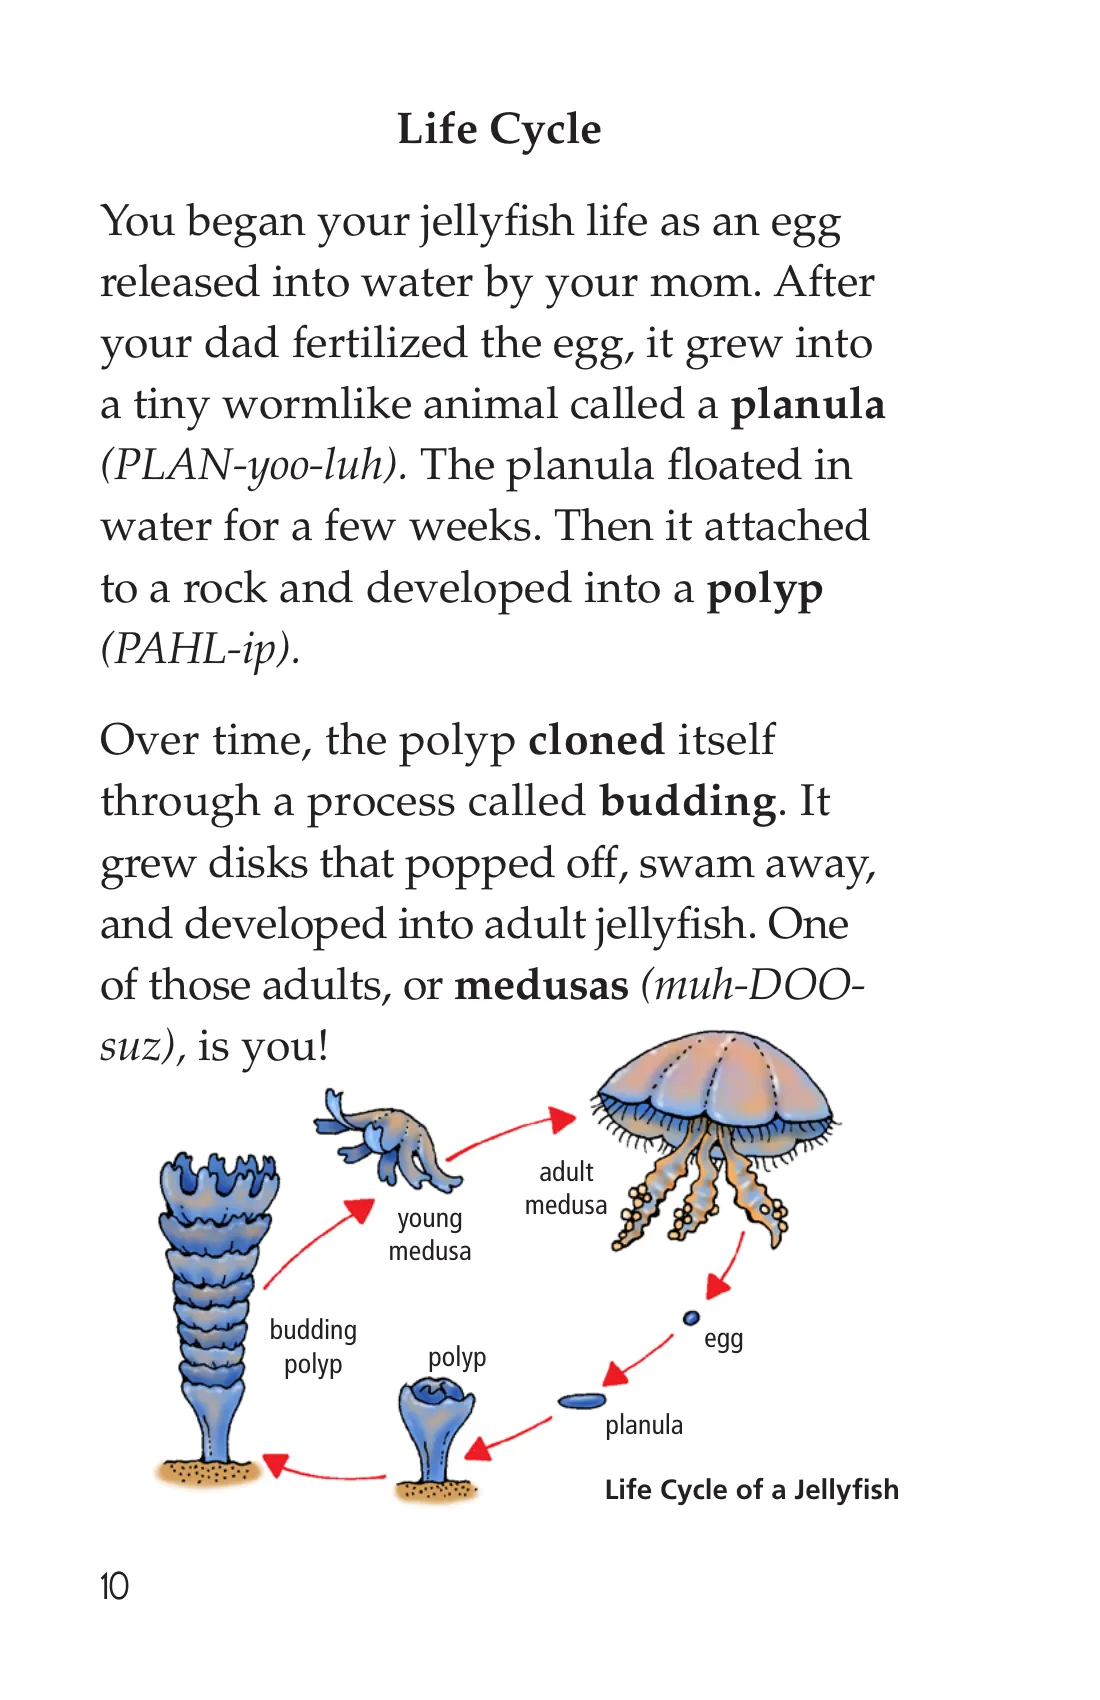 Life Cycle
You began your jellyfish life as an egg
released into water by your mom. After
your dad fertilized the egg, it grew into
a tiny wormlike animal called a planula
(PLAN-yoo-luh). The planula floated in
water for a few weeks. Then it attached
to a rock and developed into a polyp
(PAHL-ip).
Over time, the polyp cloned itself
through a process called budding. It
grew disks that popped off, swam away,
and developed into adult jellyfish. One
of those adults, or medusas (muh-DOO-
suz), is you!
adult
medusa
young
medusa
budding
polyp
polyp
egg
planula
Life Cycle of a Jellyfish
10